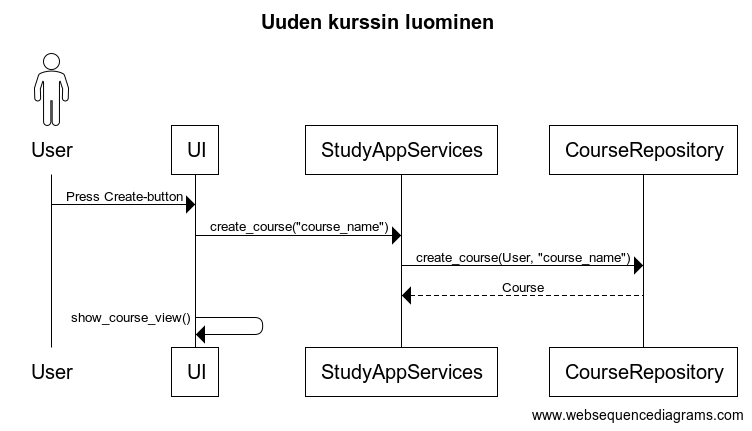 Uuden kurssin luominen
User
UI
StudyAppServices
CourseRepository
Press Create-button
create_course("course_name")
create_course(User, "course_name")
Course
show_course_view()
User
UI
StudyAppServices
CourseRepository
www.websequencediagrams.com